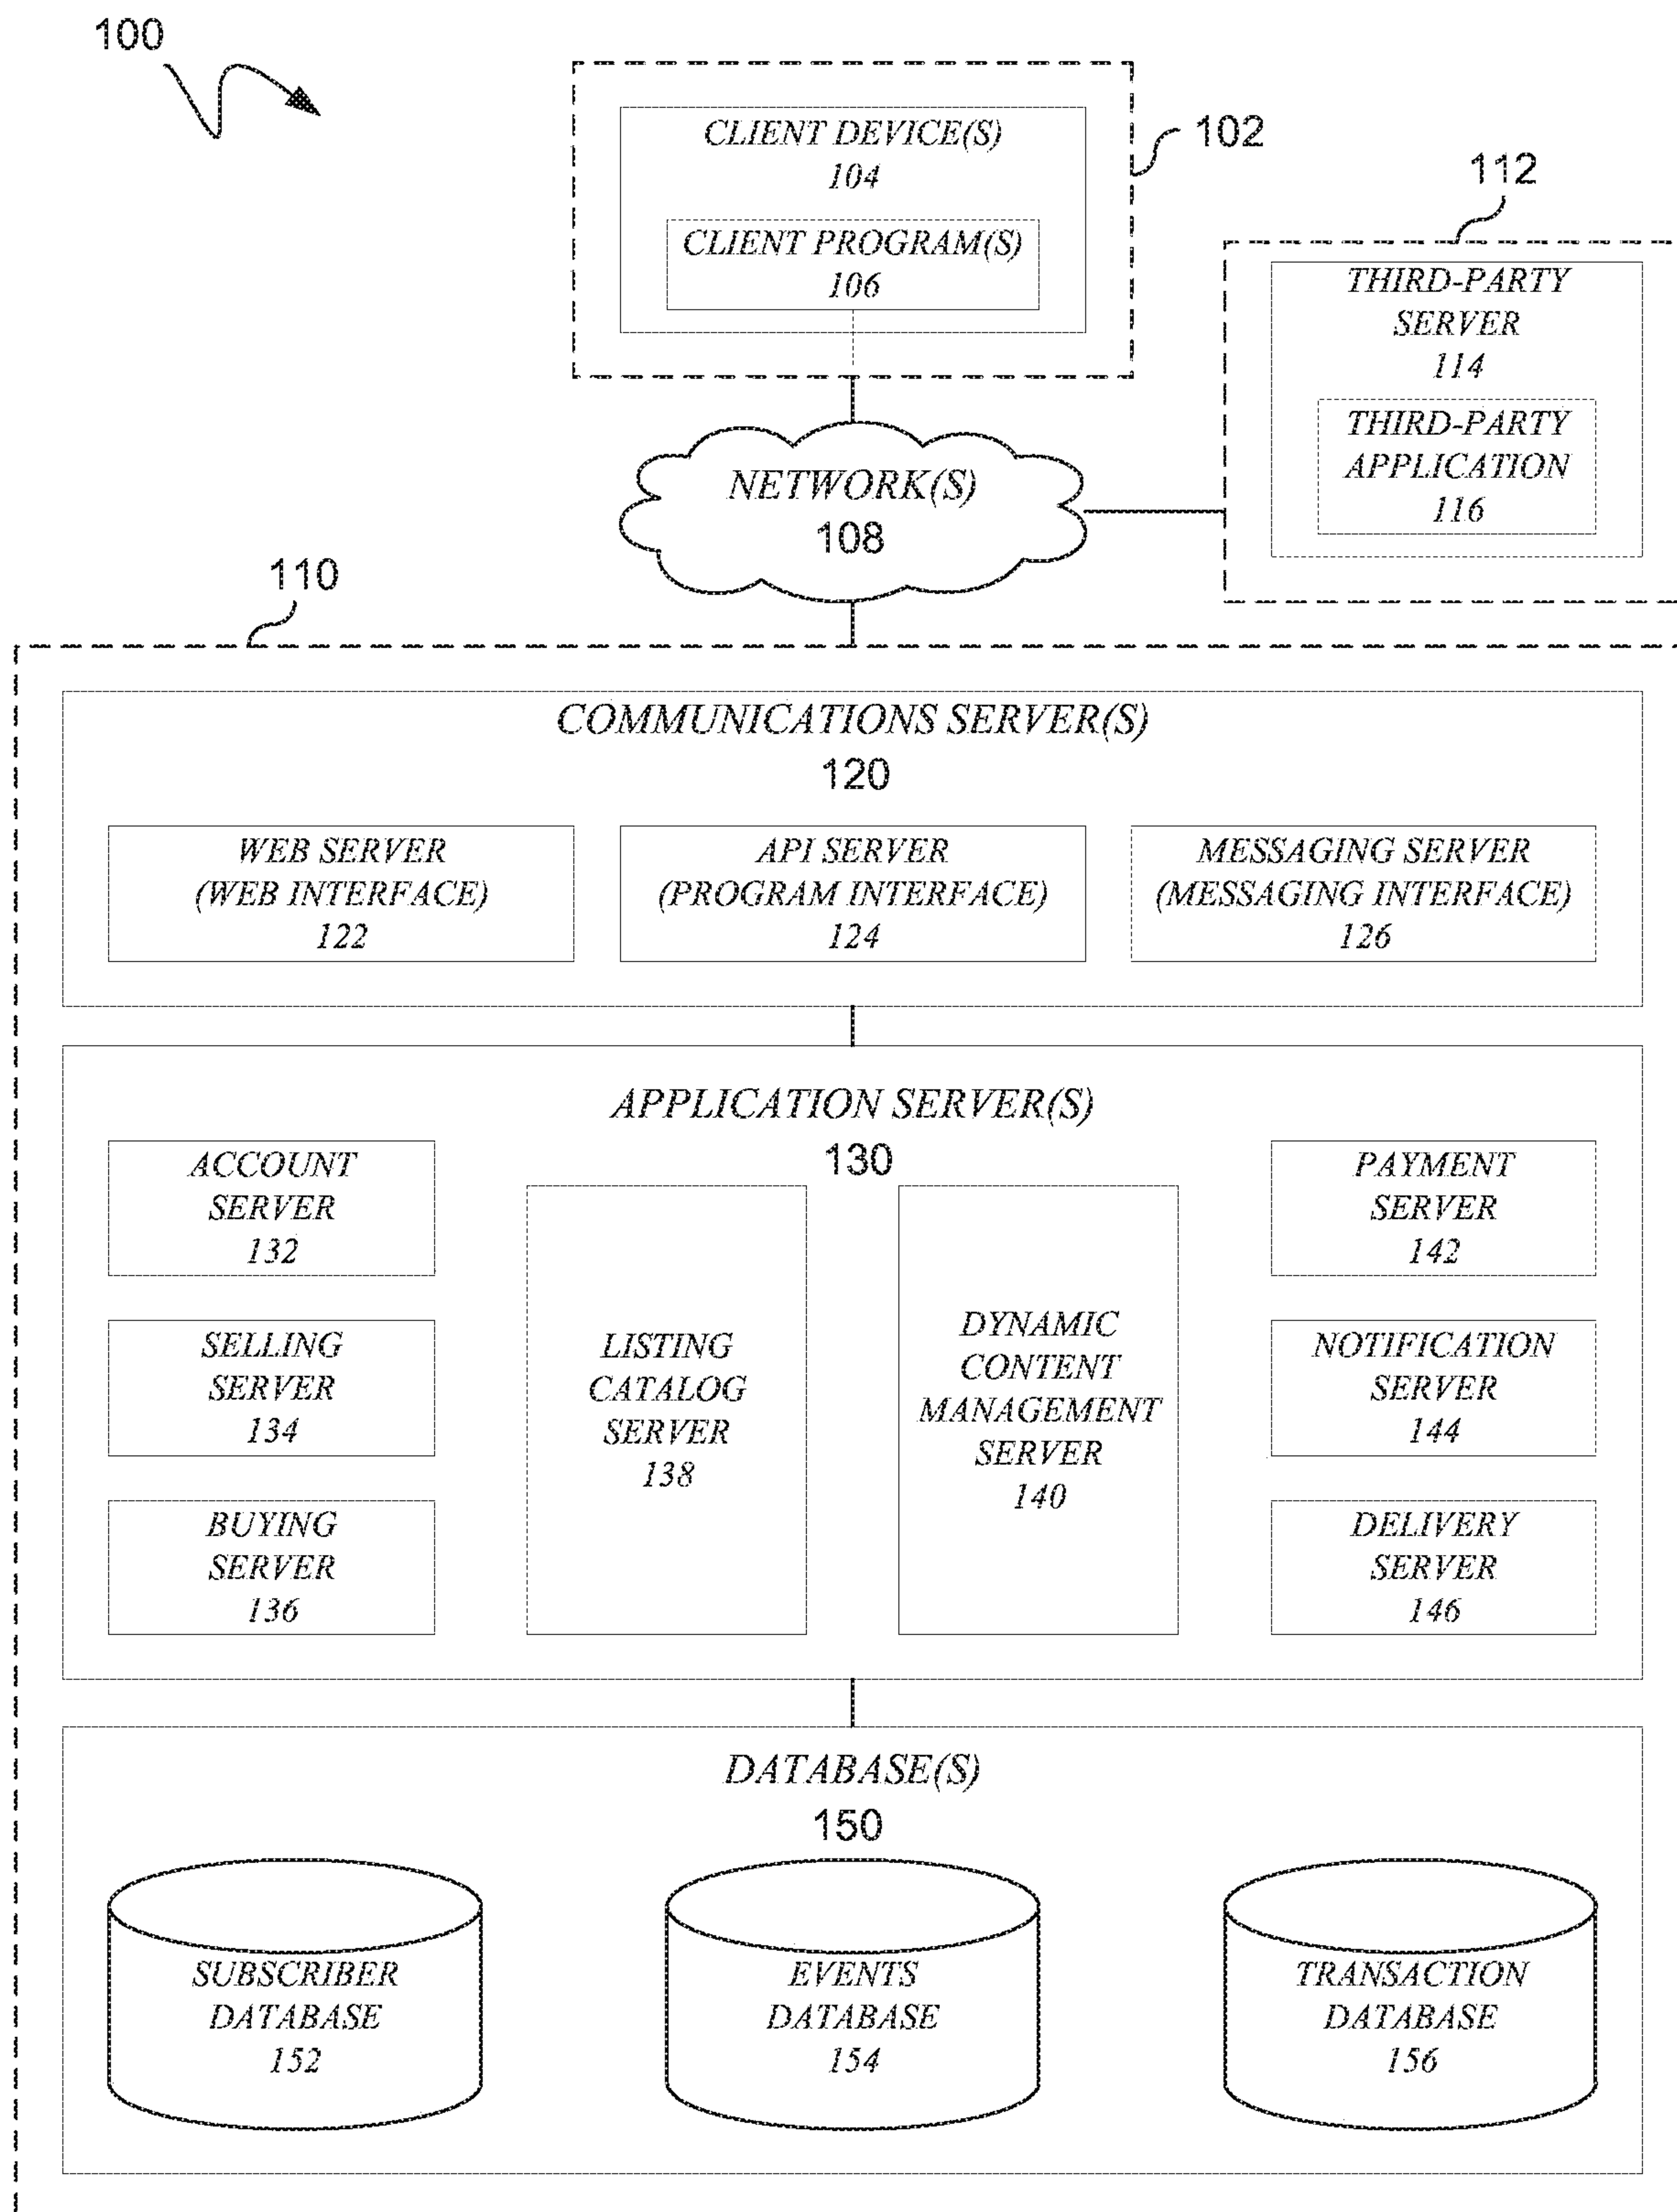 100
CLIENT DEVICE(S)
104
102
CLIENT PROGRAM(S)
106
112
THIRD-PARTY
SERVER
114
THIRD-PARTY
APPLICATION
116
NETWORK(S)
108
110
COMMUNICATIONS SERVER(S)
120
WEB SERVER
(WEB INTERFACE)
122
API SERVER
(PROGRAM INTERFACE)
124
MESSAGING SERVER
(MESSAGING INTERFACE)
126
APPLICATION SERVER(S)
130
ACCOUNT
SERVER
132
SELLING
SERVER
134
BUYING
SERVER
136
LISTING
CATALOG
SERVER
138
DYNAMIC
CONTENT
MANAGEMENT
SERVER
140
PAYMENT
SERVER
142
NOTIFICATION
SERVER
144
DELIVERY
SERVER
146
DATABASE(S)
150
SUBSCRIBER
DATABASE
152
EVENTS
DATABASE
154
TRANSACTION
DATABASE
156